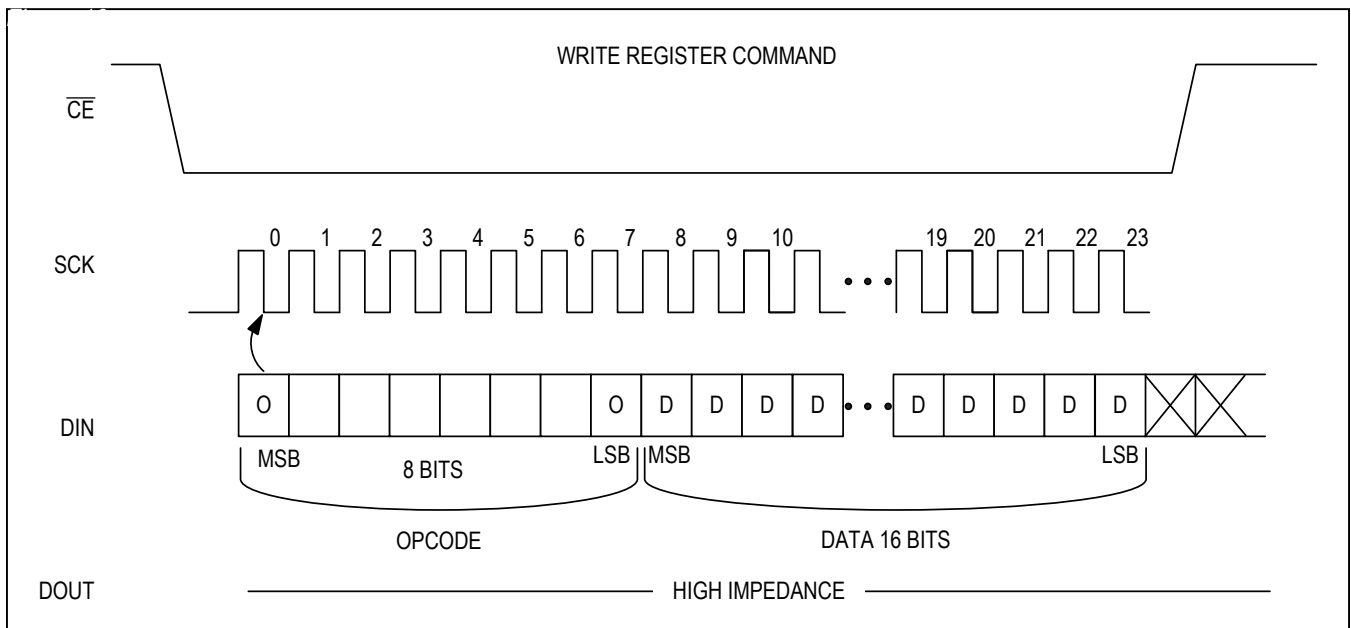 WRITE REGISTER COMMAND
CE
0 1 2 3 4 5 6 7 8 9 10 19 20 21 22 23
SCK
•••
O O D D D D ••• D D D D D
DIN
MSB 8 BITS LSB MSB LSB
OPCODE DATA 16 BITS
DOUT HIGH IMPEDANCE